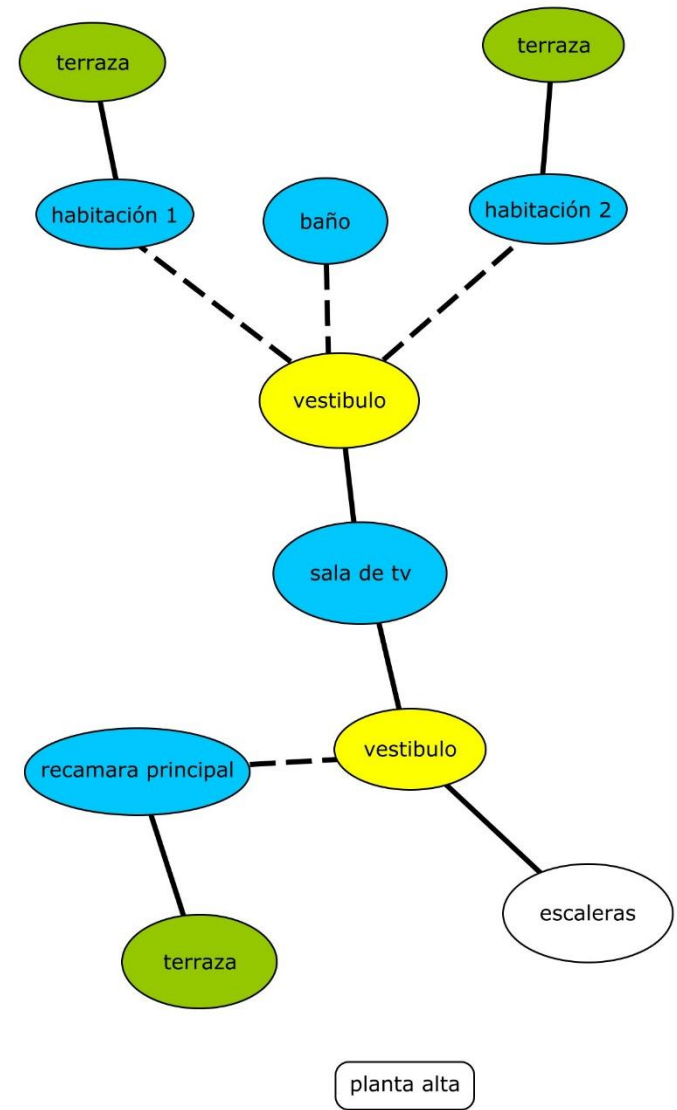 terraza
terraza
habitación 1
baño
habitación 2
vestibulo
sala de tv
vestibulo
recamara principal
escaleras
terraza
planta alta